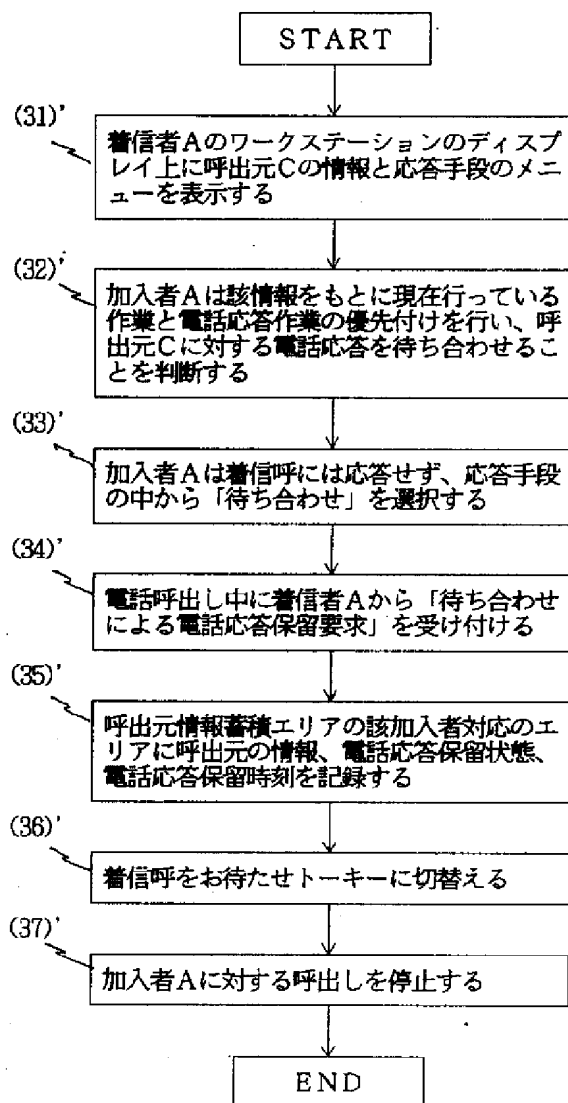 START
(31)'
着信者Aのワークステーションのディスプ
レイ上に呼出元Cの情報と応答手段のメニ
ューを表示する
(32)'
加入者Aは該情報をもとに現在行っている
作業と電話応答作業の優先付けを行い、呼
出元Cに対する電話応答を待ち合わせるこ
とを判断する
(33)'
加入者Aは着信呼には応答せず、応答手段
の中から「待ち合わせ」を選択する
(34)'
電話呼出し中に着信者Aから「待ち合わせ
による電話応答保留要求」を受け付ける
(35)'
呼出元情報蓄積エリアの該加入者対応のエ
リアに呼出元の情報、電話応答保留状態、
電話応答保留時刻を記録する
(36)'
着信呼をお待たせトーキーに切替える
(37)'
加入者Aに対する呼出しを停止する
END